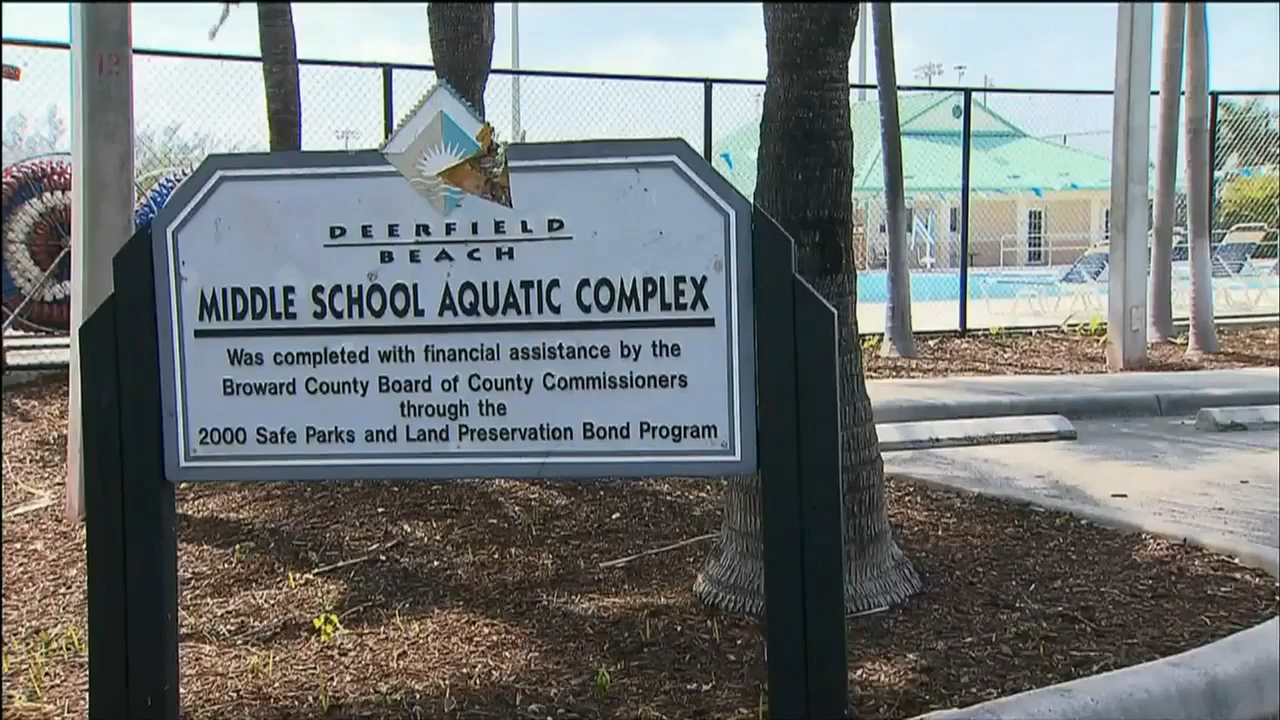 12
DEERFIELD
BEACH
MIDDLE SCHOOL AQUATIC COMPLEX
Was completed with financial assistance by the
Broward County Board of County Commissioners
through the
2000 Safe Parks and Land Preservation Bond Program